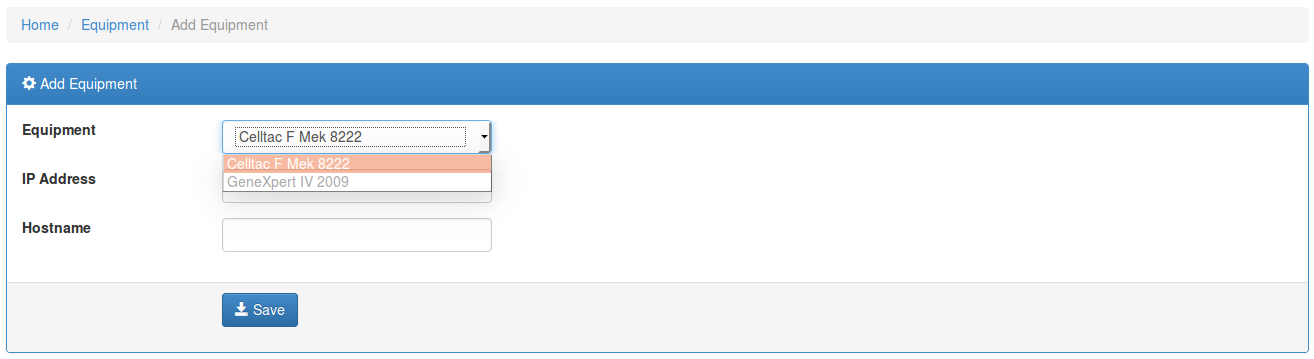 Home / Equipment / Add Equipment
Add Equipment
Equipment
Celltac F Mek 8222
Celltac F Mek 8222
GeneXpert IV 2009
IP Address
Hostname
Save